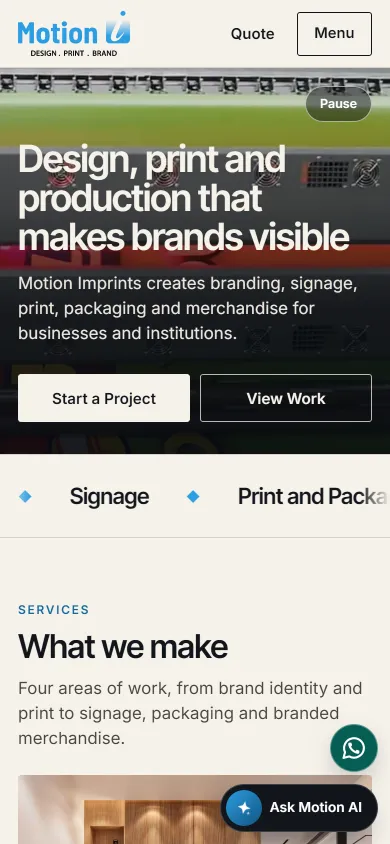 Motion i
DESIGN . PRINT . BRAND
Quote
Menu
Pause
Design, print and
production that
makes brands visible
Motion Imprints creates branding, signage,
print, packaging and merchandise for
businesses and institutions.
Start a Project
View Work
Signage
Print and Packa
SERVICES
What we make
Four areas of work, from brand identity and
print to signage, packaging and branded
merchandise.
Ask Motion AI